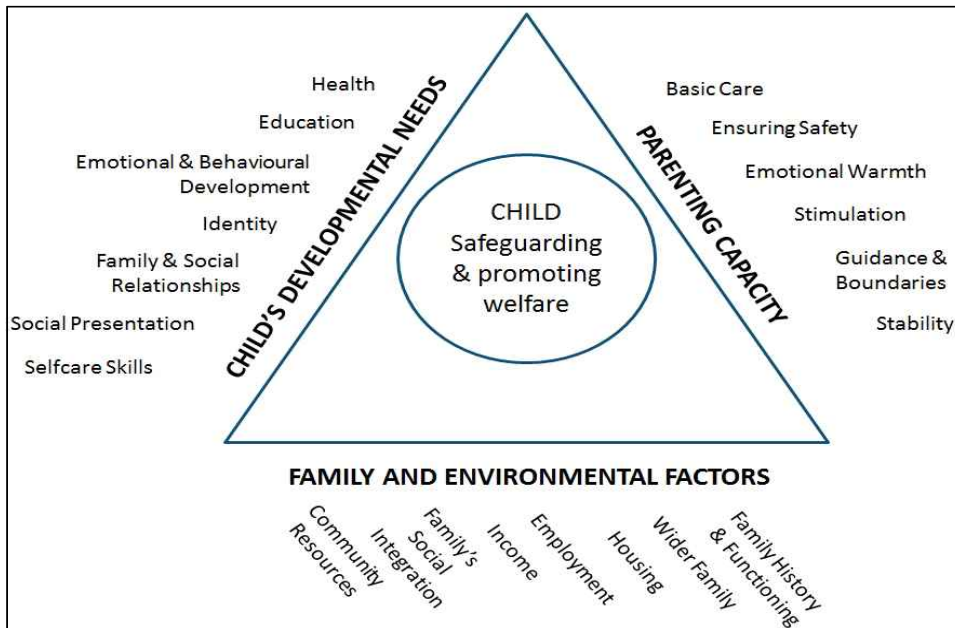 Health
Education
Emotional & Behavioural
Development
Identity
Family & Social
Relationships
Social Presentation
Selfcare Skills
CHILD'S DEVELOPMENTAL NEEDS
CHILD
Safeguarding
& promoting
welfare
PARENTING CAPACITY
Basic Care
Ensuring Safety
Emotional Warmth
Stimulation
Guidance &
Boundaries
Stability
FAMILY AND ENVIRONMENTAL FACTORS
Community
Resources
Family's
Social
Integration
Income
Employment
Housing
Wider Family
Family History
& Functioning